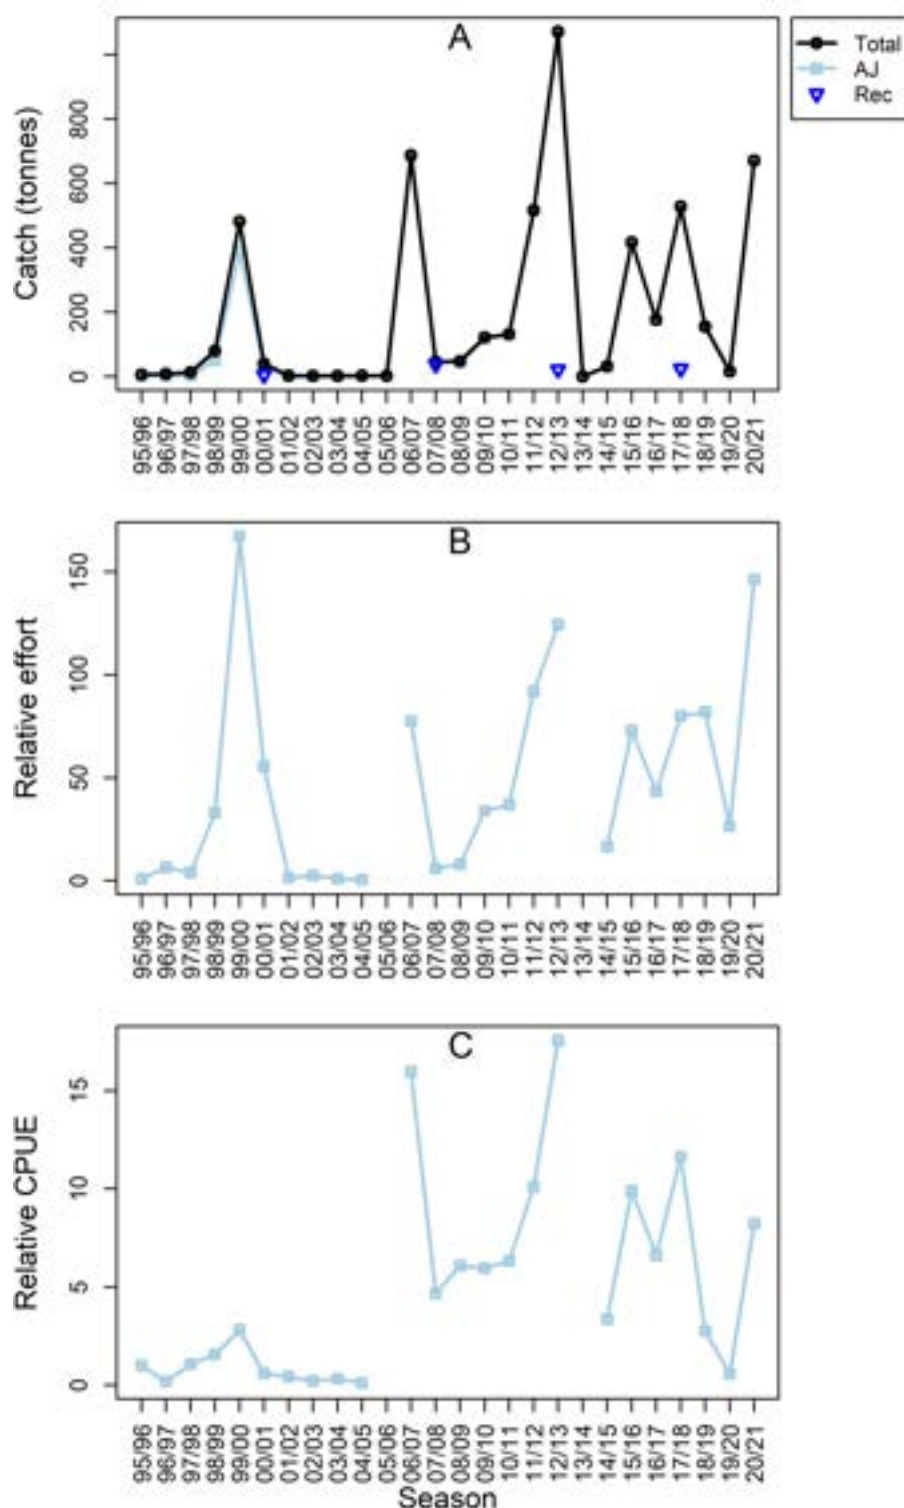 A
Total
AJ
Rec
Catch (tonnes)
800
600
400
200
0
95/96 96/97 97/98 98/99 99/00 00/01 01/02 02/03 03/04 04/05 05/06 06/07 07/08 08/09 09/10 10/11 11/12 12/13 13/14 14/15 15/16 16/17 17/18 18/19 19/20 20/21
B
Relative effort
150
100
50
0
95/96 96/97 97/98 98/99 99/00 00/01 01/02 02/03 03/04 04/05 05/06 06/07 07/08 08/09 09/10 10/11 11/12 12/13 13/14 14/15 15/16 16/17 17/18 18/19 19/20 20/21
C
Relative CPUE
15
10
5
0
95/96 96/97 97/98 98/99 99/00 00/01 01/02 02/03 03/04 04/05 05/06 06/07 07/08 08/09 09/10 10/11 11/12 12/13 13/14 14/15 15/16 16/17 17/18 18/19 19/20 20/21
Season